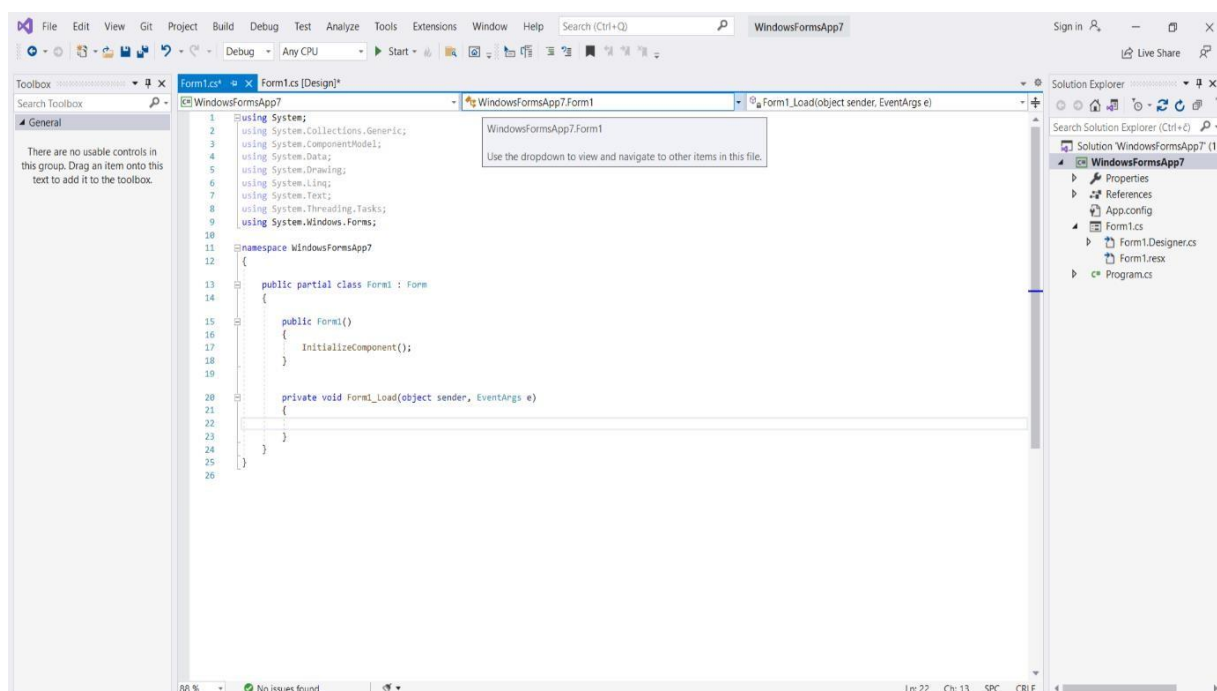 File Edit View Git Project Build Debug Test Analyze Tools Extensions Window Help Search (Ctrl+Q) WindowsFormsApp7 Sign in
Debug Any CPU Start Live Share
Toolbox
Search Toolbox
General
There are no usable controls in
this group. Drag an item onto this
text to add it to the toolbox.
Form1.cs* Form1.cs [Design]*
WindowsFormsApp7 WindowsFormsApp7.Form1 Form1_Load(object sender, EventArgs e)
WindowsFormsApp7.Form1
Use the dropdown to view and navigate to other items in this file.
1 using System;
2 using System.Collections.Generic;
3 using System.ComponentModel;
4 using System.Data;
5 using System.Drawing;
6 using System.Linq;
7 using System.Text;
8 using System.Threading.Tasks;
9 using System.Windows.Forms;
10
11 namespace WindowsFormsApp7
12 {
13 public partial class Form1 : Form
14 {
15 public Form1()
16 {
17 InitializeComponent();
18 }
19
20 private void Form1_Load(object sender, EventArgs e)
21 {
22
23 }
24 }
25 }
26
88 % No issues found Ln: 22 Ch: 13 SPC CRLF
Solution Explorer
Search Solution Explorer (Ctrl+č)
Solution 'WindowsFormsApp7' (1
WindowsFormsApp7
Properties
References
App.config
Form1.cs
Form1.Designer.cs
Form1.resx
C# Program.cs